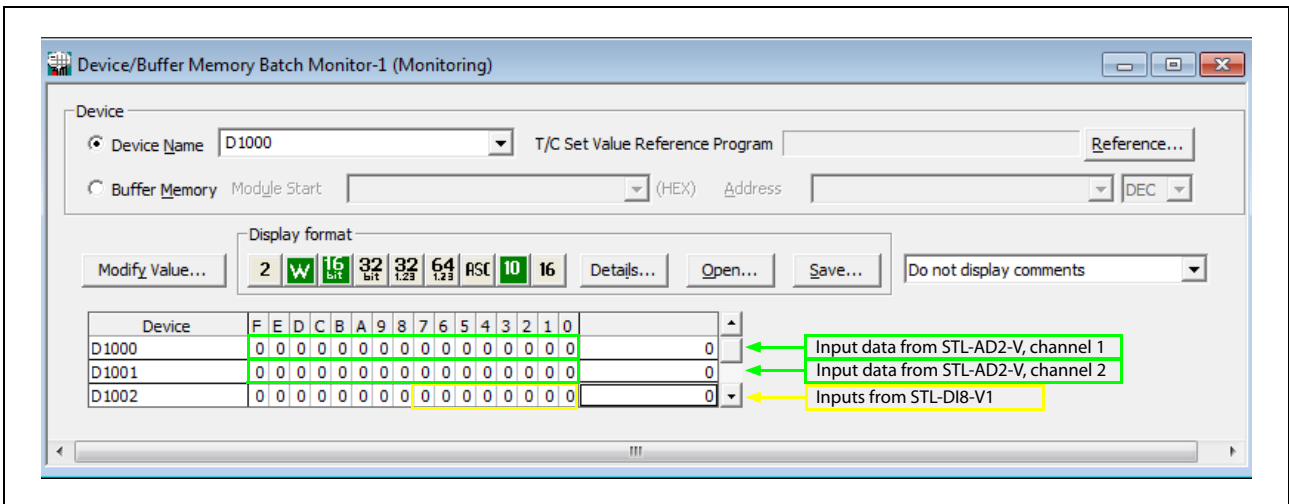 Device/Buffer Memory Batch Monitor-1 (Monitoring)
Device
Device Name D1000 T/C Set Value Reference Program Reference...
Buffer Memory Module Start (HEX) Address DEC
Display format
Modify Value... 2 W 16 bit 32 bit 32 1.23 64 1.23 ASC 10 16 Details... Open... Save... Do not display comments
Device F E D C B A 9 8 7 6 5 4 3 2 1 0
D1000 0 0 0 0 0 0 0 0 0 0 0 0 0 0 0 0 0 Input data from STL-AD2-V, channel 1
D1001 0 0 0 0 0 0 0 0 0 0 0 0 0 0 0 0 0 Input data from STL-AD2-V, channel 2
D1002 0 0 0 0 0 0 0 0 0 0 0 0 0 0 0 0 0 Inputs from STL-DI8-V1